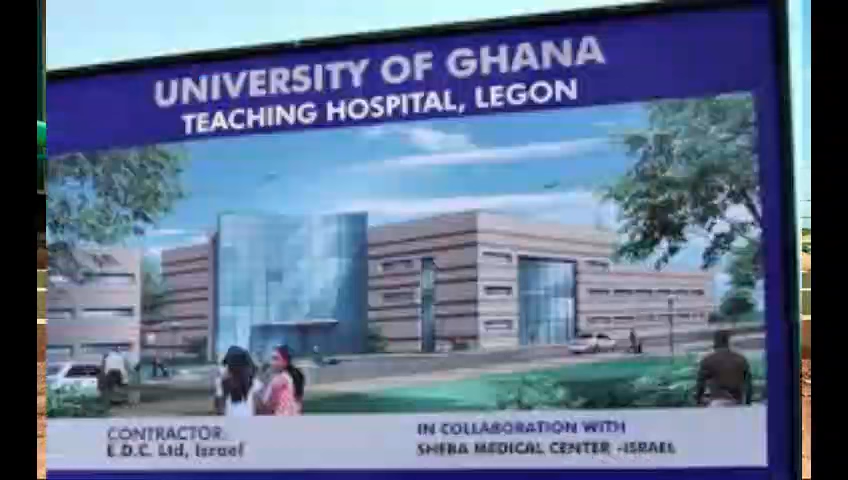 UNIVERSITY OF GHANA
TEACHING HOSPITAL, LEGON
CONTRACTOR:
E.D.C. Ltd, Israel
IN COLLABORATION WITH
SHEBA MEDICAL CENTER -ISRAEL